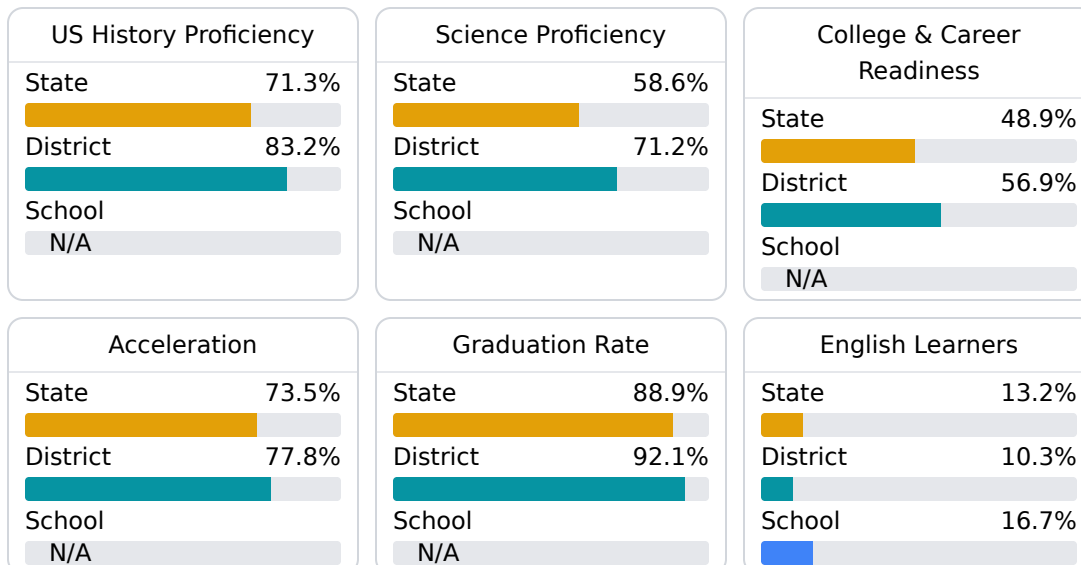 US History Proficiency
State 71.3%
District 83.2%
School
N/A
Science Proficiency
State 58.6%
District 71.2%
School
N/A
College & Career
Readiness
State 48.9%
District 56.9%
School
N/A
Acceleration
State 73.5%
District 77.8%
School
N/A
Graduation Rate
State 88.9%
District 92.1%
School
N/A
English Learners
State 13.2%
District 10.3%
School 16.7%